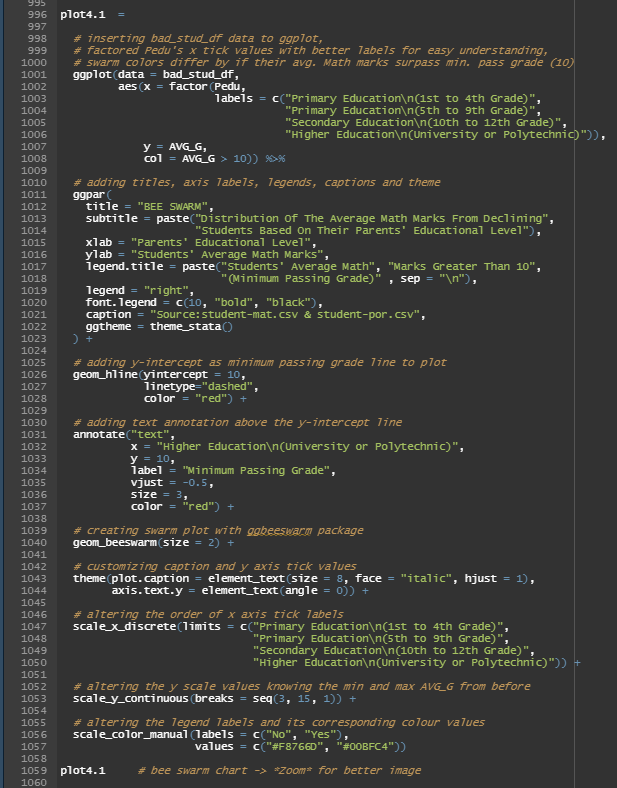 995
996 plot4.1 =
997
998 # inserting bad_stud_df data to ggplot,
999 # factored Pedu's x tick values with better labels for easy understanding,
1000 # swarm colors differ by if their avg. Math marks surpass min. pass grade (10)
1001 ggplot(data = bad_stud_df,
1002 aes(x = factor(Pedu,
1003 labels = c("Primary Education\n(1st to 4th Grade)",
1004 "Primary Education\n(5th to 9th Grade)",
1005 "Secondary Education\n(10th to 12th Grade)",
1006 "Higher Education\n(University or Polytechnic)")),
1007 y = AVG_G,
1008 col = AVG_G > 10)) %>%
1009
1010 # adding titles, axis labels, legends, captions and theme
1011 ggpar(
1012 title = "BEE SWARM",
1013 subtitle = paste("Distribution Of The Average Math Marks From Declining",
1014 "Students Based On Their Parents' Educational Level"),
1015 xlab = "Parents' Educational Level",
1016 ylab = "Students' Average Math Marks",
1017 legend.title = paste("Students' Average Math", "Marks Greater Than 10",
1018 "(Minimum Passing Grade)" , sep = "\n"),
1019 legend = "right",
1020 font.legend = c(10, "bold", "black"),
1021 caption = "Source:student-mat.csv & student-por.csv",
1022 ggtheme = theme_stata()
1023 ) +
1024
1025 # adding y-intercept as minimum passing grade line to plot
1026 geom_hline(yintercept = 10,
1027 linetype="dashed",
1028 color = "red") +
1029
1030 # adding text annotation above the y-intercept line
1031 annotate("text",
1032 x = "Higher Education\n(University or Polytechnic)",
1033 y = 10,
1034 label = "Minimum Passing Grade",
1035 vjust = -0.5,
1036 size = 3,
1037 color = "red") +
1038
1039 # creating swarm plot with ggbeeswarm package
1040 geom_beeswarm(size = 2) +
1041
1042 # customizing caption and y axis tick values
1043 theme(plot.caption = element_text(size = 8, face = "italic", hjust = 1),
1044 axis.text.y = element_text(angle = 0)) +
1045
1046 # altering the order of x axis tick labels
1047 scale_x_discrete(limits = c("Primary Education\n(1st to 4th Grade)",
1048 "Primary Education\n(5th to 9th Grade)",
1049 "Secondary Education\n(10th to 12th Grade)",
1050 "Higher Education\n(University or Polytechnic)")) +
1051
1052 # altering the y scale values knowing the min and max AVG_G from before
1053 scale_y_continuous(breaks = seq(3, 15, 1)) +
1054
1055 # altering the legend labels and its corresponding colour values
1056 scale_color_manual(labels = c("No", "Yes"),
1057 values = c("#F8766D", "#00BFC4"))
1058
1059 plot4.1 # bee swarm chart -> *Zoom* for better image
1060